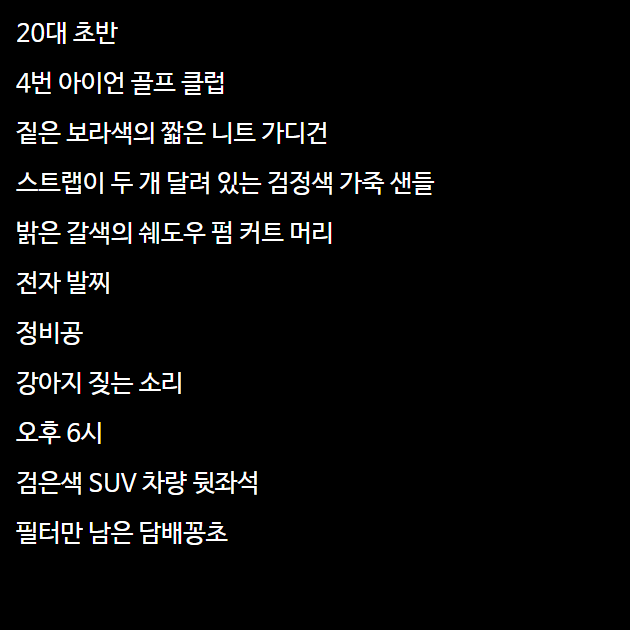 20대 초반
4번 아이언 골프 클럽
짙은 보라색의 짧은 니트 가디건
스트랩이 두 개 달려 있는 검정색 가죽 샌들
밝은 갈색의 쉐도우 펌 커트 머리
전자 발찌
정비공
강아지 짖는 소리
오후 6시
검은색 SUV 차량 뒷좌석
필터만 남은 담배꽁초